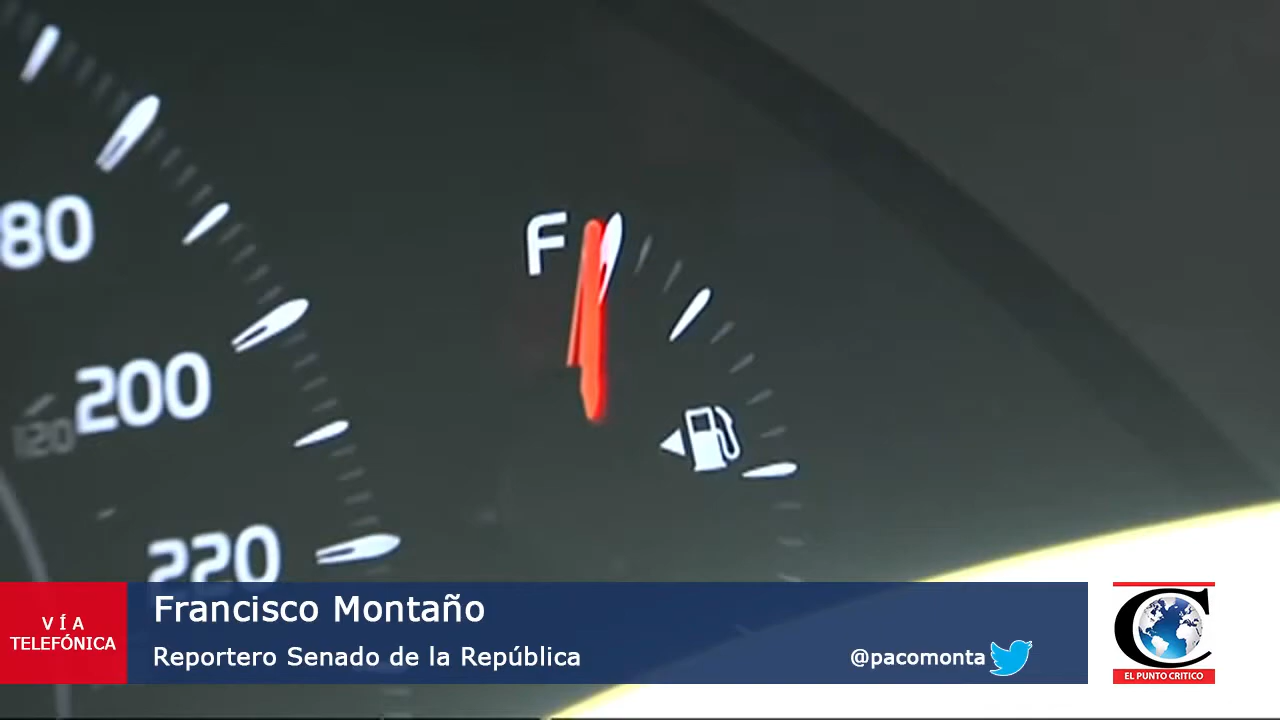 F
80
200
120
220
VÍA
TELEFÓNICA
Francisco Montaño
Reportero Senado de la República
@pacomonta
C
EL PUNTO CRITICO